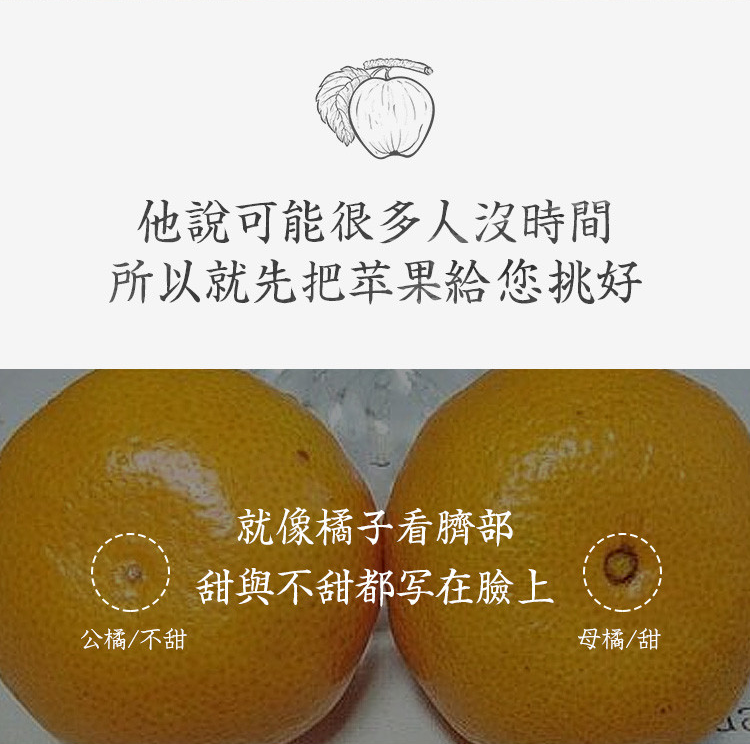 他說可能很多人沒時間
所以就先把苹果給您挑好
就像橘子看臍部
甜與不甜都写在臉上
公橘/不甜
母橘/甜